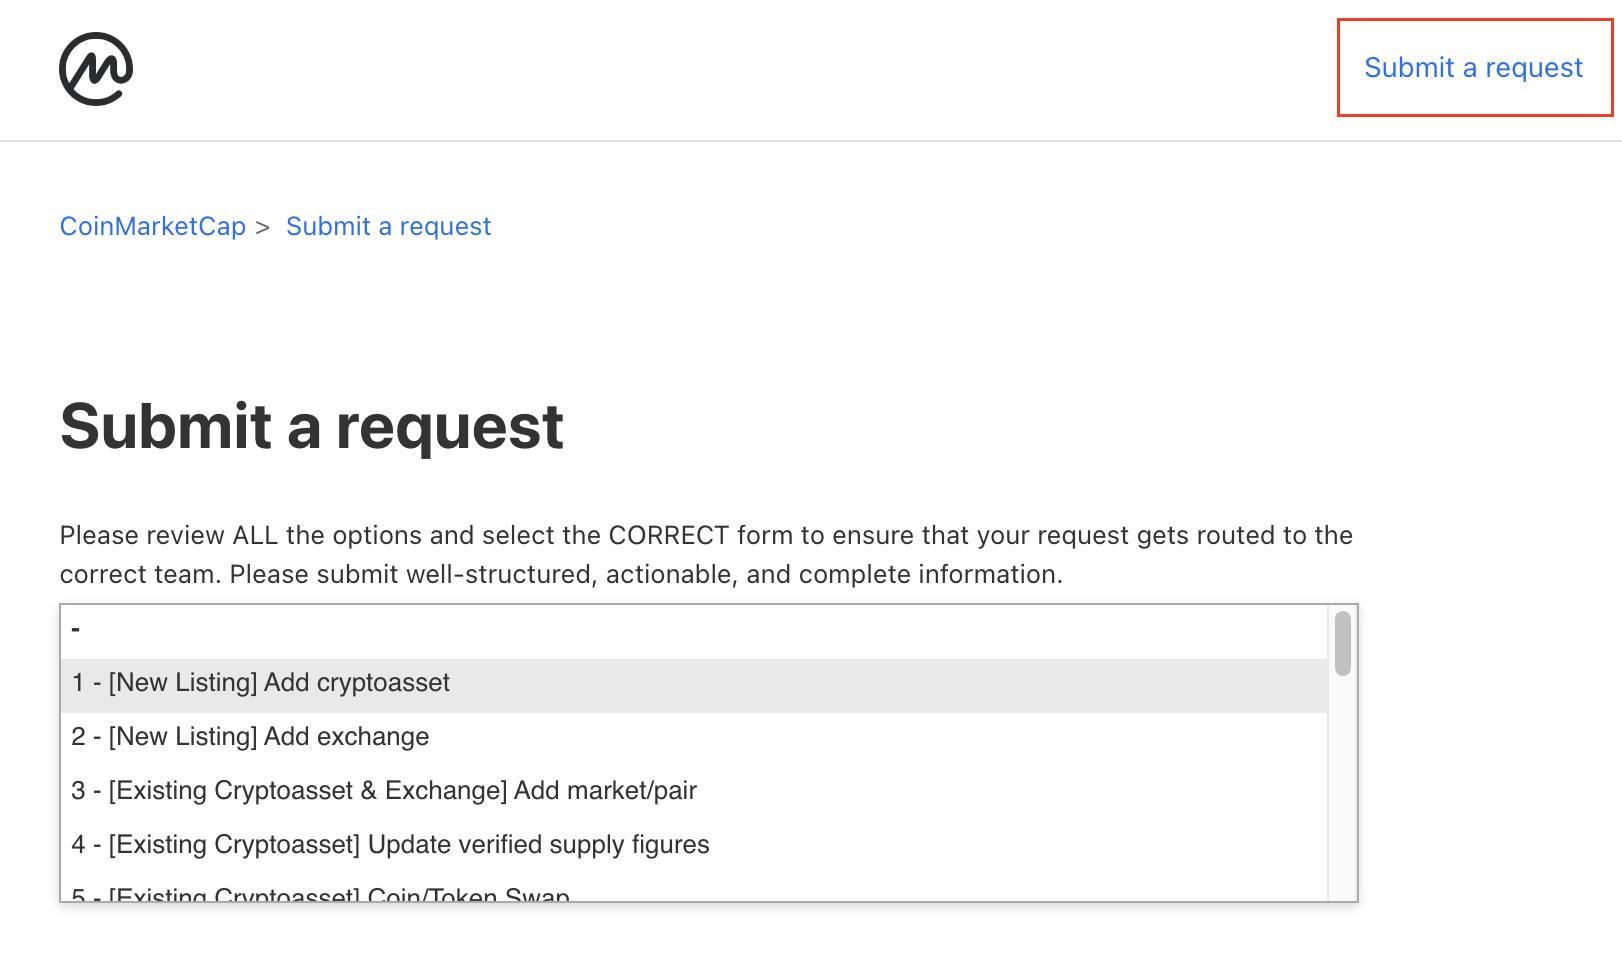 Submit a request
CoinMarketCap > Submit a request
Submit a request
Please review ALL the options and select the CORRECT form to ensure that your request gets routed to the
correct team. Please submit well-structured, actionable, and complete information.
-
1 - [New Listing] Add cryptoasset
2 - [New Listing] Add exchange
3 - [Existing Cryptoasset & Exchange] Add market/pair
4 - [Existing Cryptoasset] Update verified supply figures
5 - [Existing Cryptoasset] Coin/Token Swap